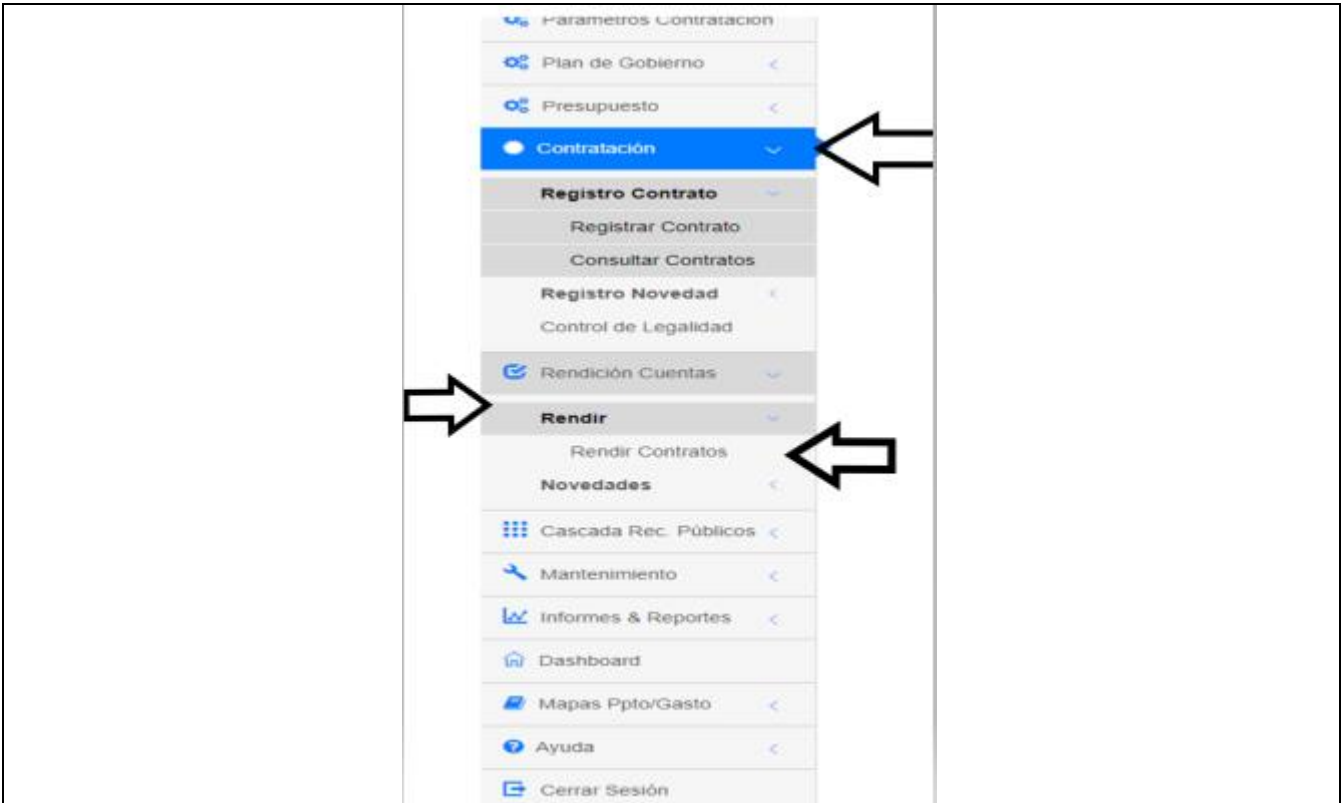 Parametros Contratación
Plan de Gobierno
Presupuesto
Contratación
Registro Contrato
Registrar Contrato
Consultar Contratos
Registro Novedad
Control de Legalidad
Rendición Cuentas
Rendir
Rendir Contratos
Novedades
Cascada Rec. Públicos
Mantenimiento
Informes & Reportes
Dashboard
Mapas Ppto/Gasto
Ayuda
Cerrar Sesión